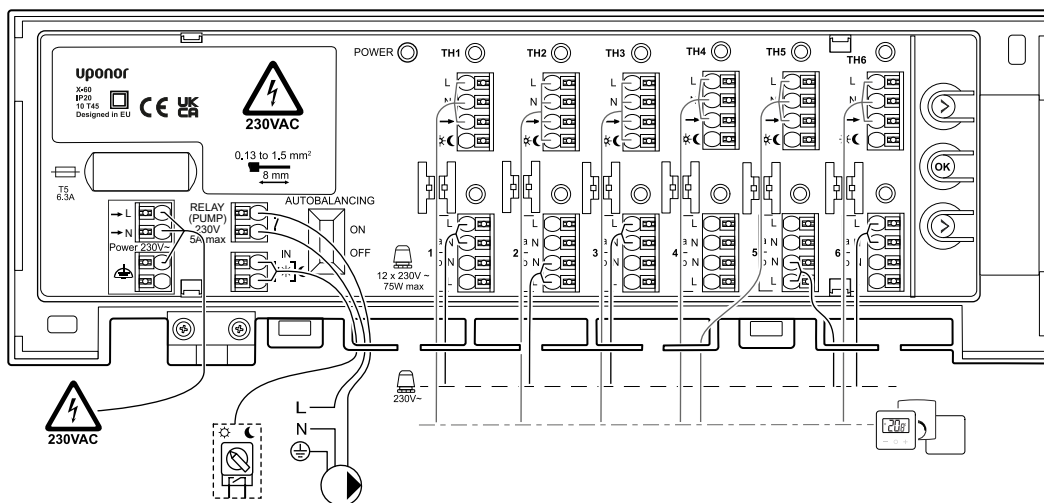 uponor
X-60
IP20
10 T45
Designed in EU
CE UK CA
230VAC
0.13 to 1.5 mm²
8 mm
T5
6.3A
POWER
TH1
TH2
TH3
TH4
TH5
TH6
L
N
L
N
L
N
L
N
L
N
L
N
OK
L
N
Power 230V~
RELAY
(PUMP)
230V
5A max
AUTOBALANCING
ON
OFF
IN
12 x 230V ~
75W max
1
2
3
4
5
6
L
a N
o N
L
L
a N
o N
L
L
a N
o N
L
L
a N
o N
L
L
a N
o N
L
L
a N
o N
L
230V~
230VAC
L
N
20.8